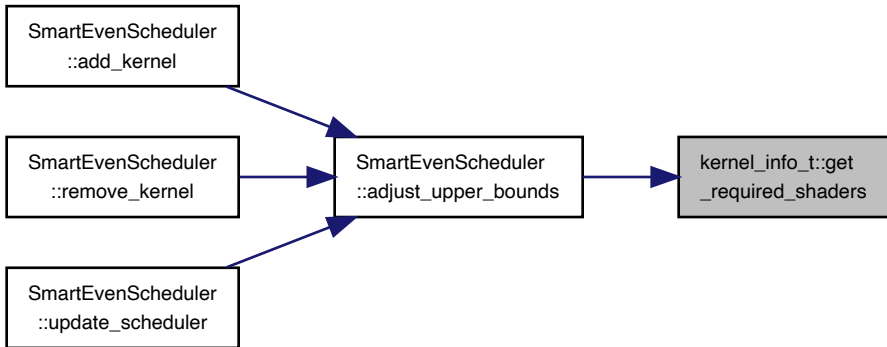 SmartEvenScheduler
::add_kernel
SmartEvenScheduler
::remove_kernel
SmartEvenScheduler
::adjust_upper_bounds
kernel_info_t::get
_required_shaders
SmartEvenScheduler
::update_scheduler